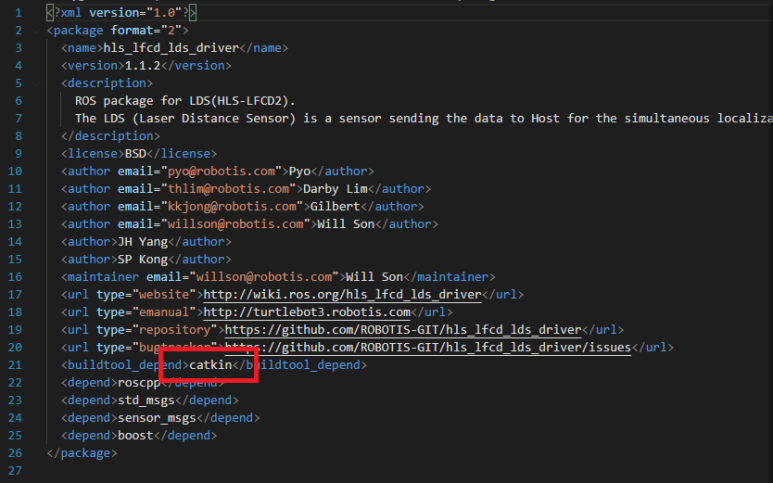 1 <?xml version="1.0"?>
2 <package format="2">
3 <name>hls_lfcd_lds_driver</name>
4 <version>1.1.2</version>
5 <description>
6 ROS package for LDS(HLS-LFCD2).
7 The LDS (Laser Distance Sensor) is a sensor sending the data to Host for the simultaneous localiza
8 </description>
9 <license>BSD</license>
10 <author email="pyo@robotis.com">Pyo</author>
11 <author email="thlim@robotis.com">Darby Lim</author>
12 <author email="kkjong@robotis.com">Gilbert</author>
13 <author email="willson@robotis.com">Will Son</author>
14 <author>JH Yang</author>
15 <author>SP Kong</author>
16 <maintainer email="willson@robotis.com">Will Son</maintainer>
17 <url type="website">http://wiki.ros.org/hls_lfcd_lds_driver</url>
18 <url type="emanual">http://turtlebot3.robotis.com</url>
19 <url type="repository">https://github.com/ROBOTIS-GIT/hls_lfcd_lds_driver</url>
20 <url type="bugtracker">https://github.com/ROBOTIS-GIT/hls_lfcd_lds_driver/issues</url>
21 <buildtool_depend>catkin</buildtool_depend>
22 <depend>roscpp</depend>
23 <depend>std_msgs</depend>
24 <depend>sensor_msgs</depend>
25 <depend>boost</depend>
26 </package>
27